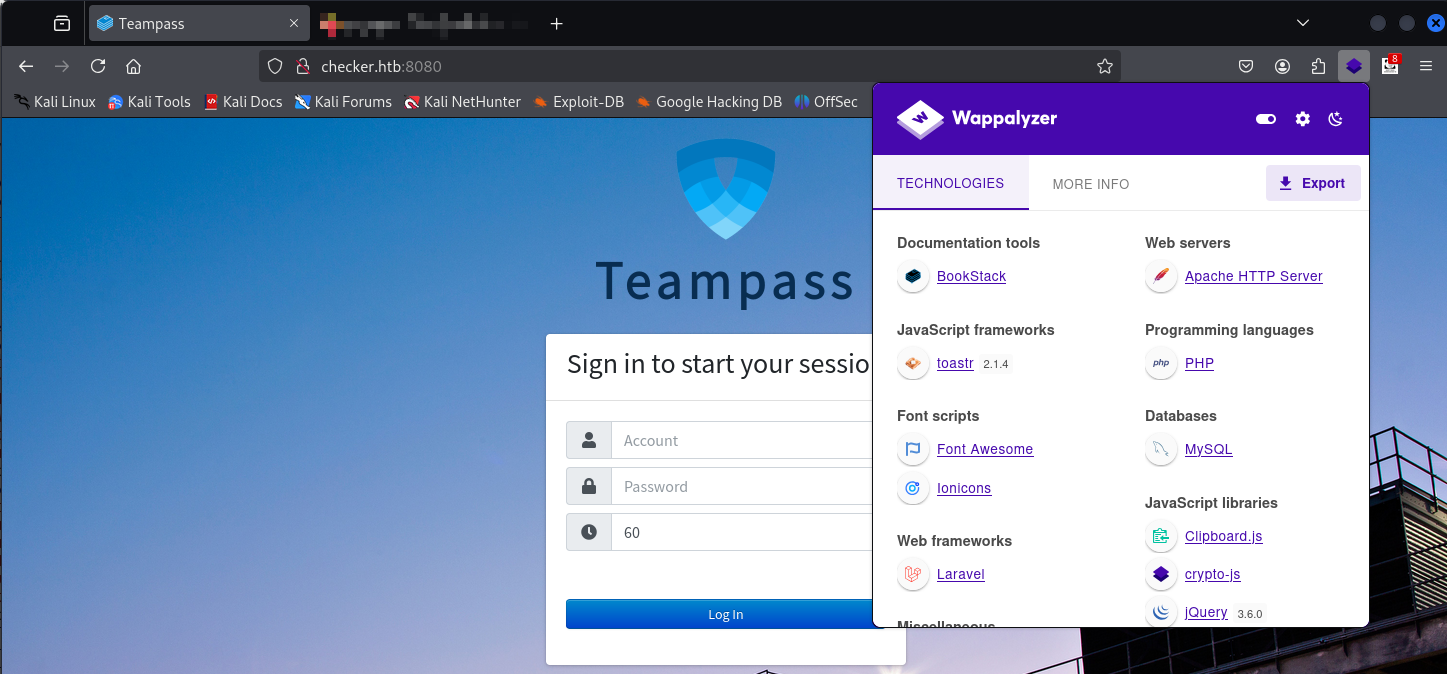 Teampass
checker.htb:8080
8
Kali Linux Kali Tools Kali Docs Kali Forums Kali NetHunter Exploit-DB Google Hacking DB OffSec
Teampass
Sign in to start your sessio
Account
Password
60
Log In
W Wappalyzer
TECHNOLOGIES MORE INFO Export
Documentation tools
BookStack
JavaScript frameworks
toastr 2.1.4
Font scripts
Font Awesome
Ionicons
Web frameworks
Laravel
Miscellaneous
Web servers
Apache HTTP Server
Programming languages
php PHP
Databases
MySQL
JavaScript libraries
Clipboard.js
crypto-js
jQuery 3.6.0